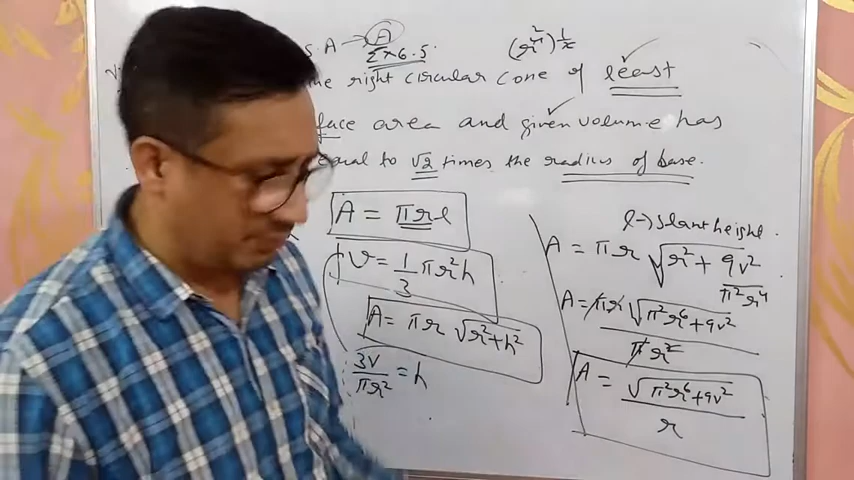 S.A → A
Ex 6.5
(r⁴)^½
the right circular cone of least
face area and given volume has
equal to √2 times the radius of base.
A = πrl
V = 1/3 πr²h
A = πr √r²+h²
3V/πr² = h
l → slant height
A = πr √r² + 9v²/π²r⁴
A = πr √π²r⁶+9v² / πr²
A = √π²r⁶+9v² / r